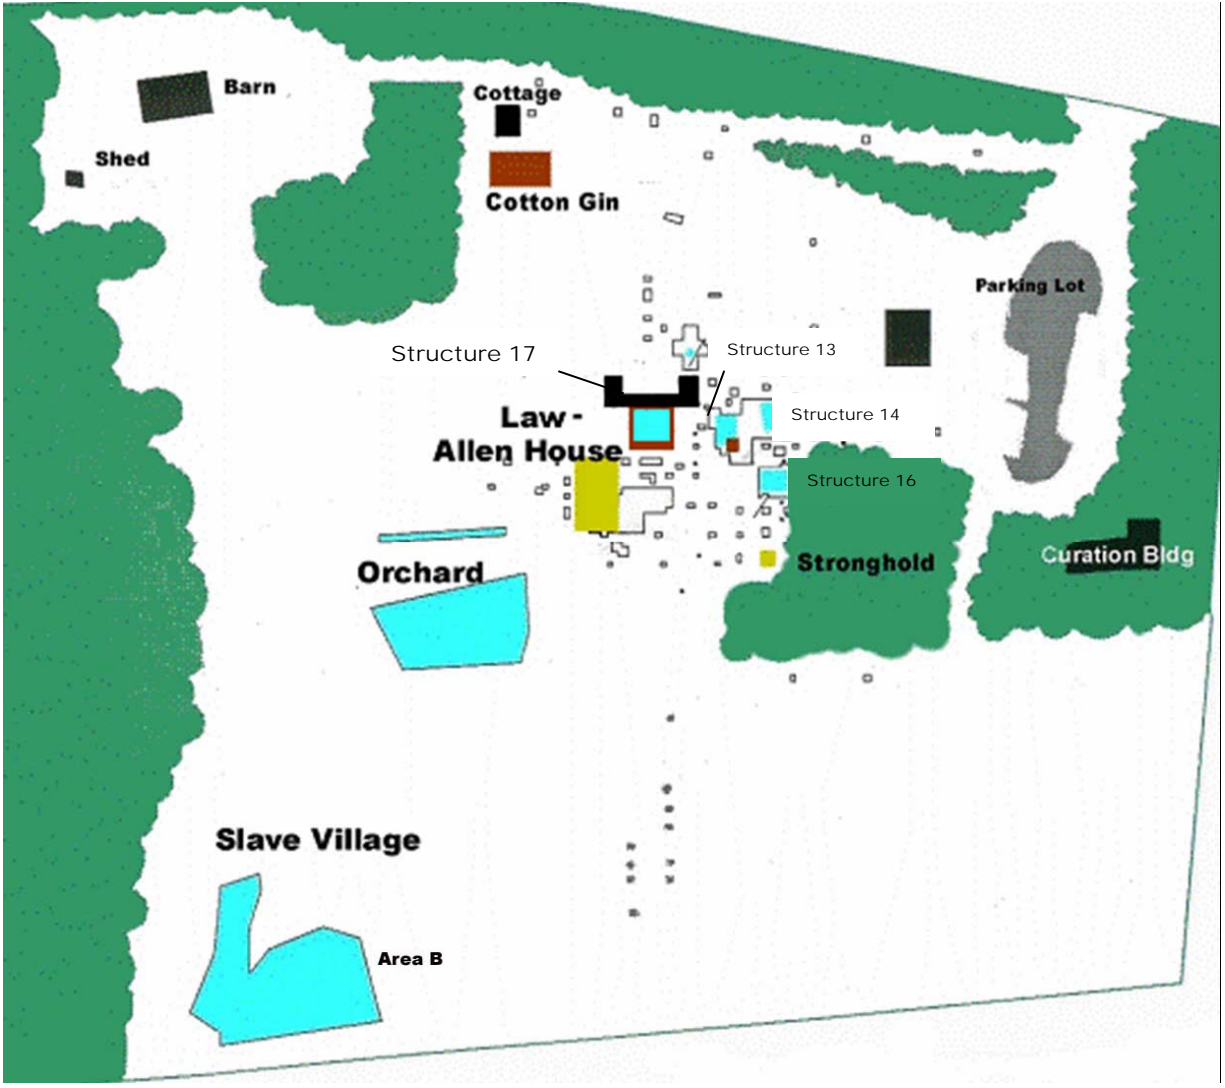 Barn
Cottage
Shed
Cotton Gin
Parking Lot
Structure 17
Structure 13
Law -
Allen House
Structure 14
Structure 16
Curation Bldg
Stronghold
Orchard
Slave Village
Area B